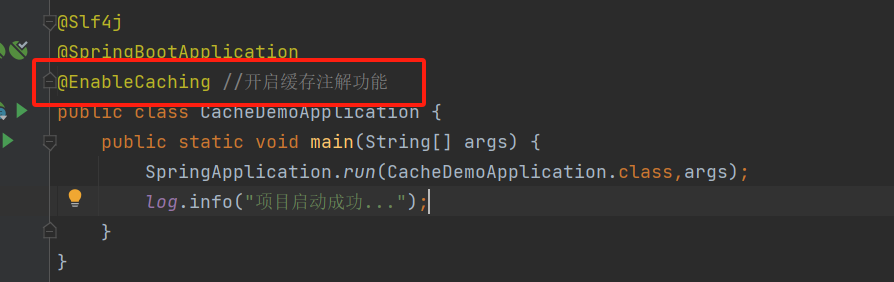 @Slf4j
@SpringBootApplication
@EnableCaching //开启缓存注解功能
public class CacheDemoApplication {
    public static void main(String[] args) {
        SpringApplication.run(CacheDemoApplication.class,args);
        log.info("项目启动成功...");
    }
}